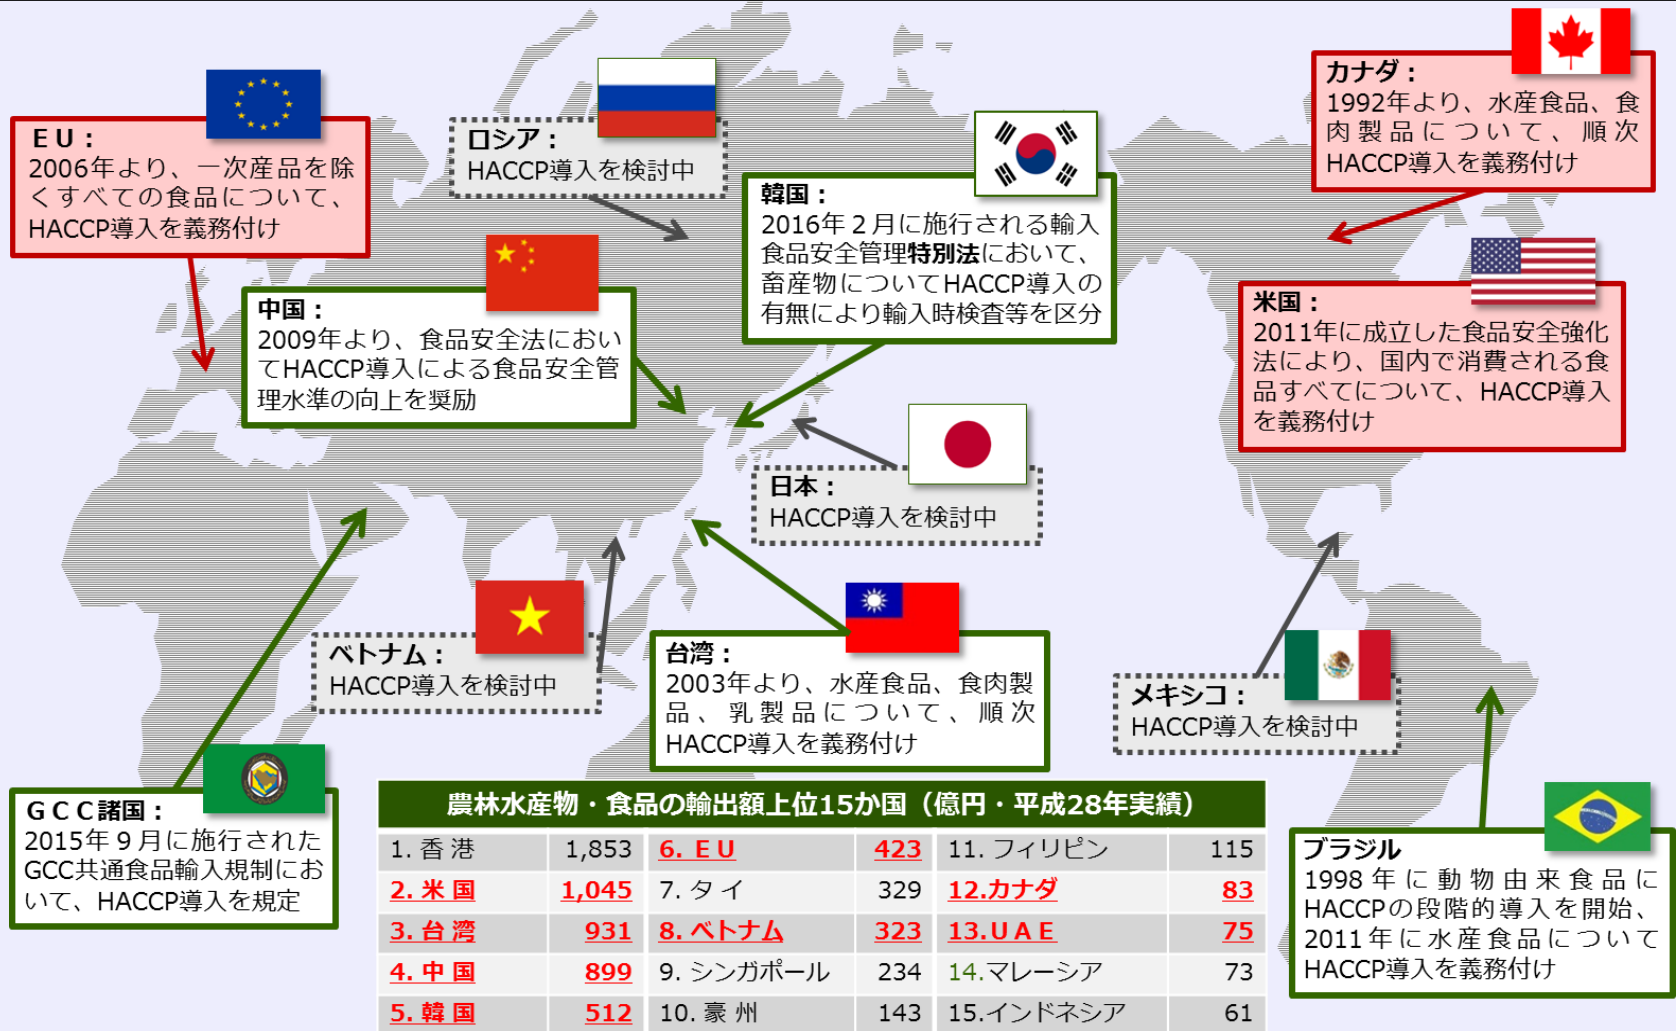 カナダ：
1992年より、水産食品、食
肉製品について、順次
HACCP導入を義務付け
ＥＵ：
2006年より、一次産品を除
くすべての食品について、
HACCP導入を義務付け
ロシア：
HACCP導入を検討中
韓国：
2016年２月に施行される輸入
食品安全管理特別法において、
畜産物についてHACCP導入の
有無により輸入時検査等を区分
中国：
2009年より、食品安全法におい
てHACCP導入による食品安全管
理水準の向上を奨励
米国：
2011年に成立した食品安全強化
法により、国内で消費される食
品すべてについて、HACCP導入
を義務付け
日本：
HACCP導入を検討中
ベトナム：
HACCP導入を検討中
台湾：
2003年より、水産食品、食肉製
品、乳製品について、順次
HACCP導入を義務付け
メキシコ：
HACCP導入を検討中
ＧＣＣ諸国：
2015年９月に施行された
GCC共通食品輸入規制にお
いて、HACCP導入を規定
ブラジル
1998年に動物由来食品に
HACCPの段階的導入を開始、
2011年に水産食品について
HACCP導入を義務付け
農林水産物・食品の輸出額上位15か国（億円・平成28年実績）
1. 香 港 1,853 6. ＥＵ 423 11. フィリピン 115
2. 米 国 1,045 7. タ イ 329 12.カナダ 83
3. 台 湾 931 8. ベトナム 323 13.ＵＡＥ 75
4. 中 国 899 9. シンガポール 234 14.マレーシア 73
5. 韓 国 512 10. 豪 州 143 15.インドネシア 61